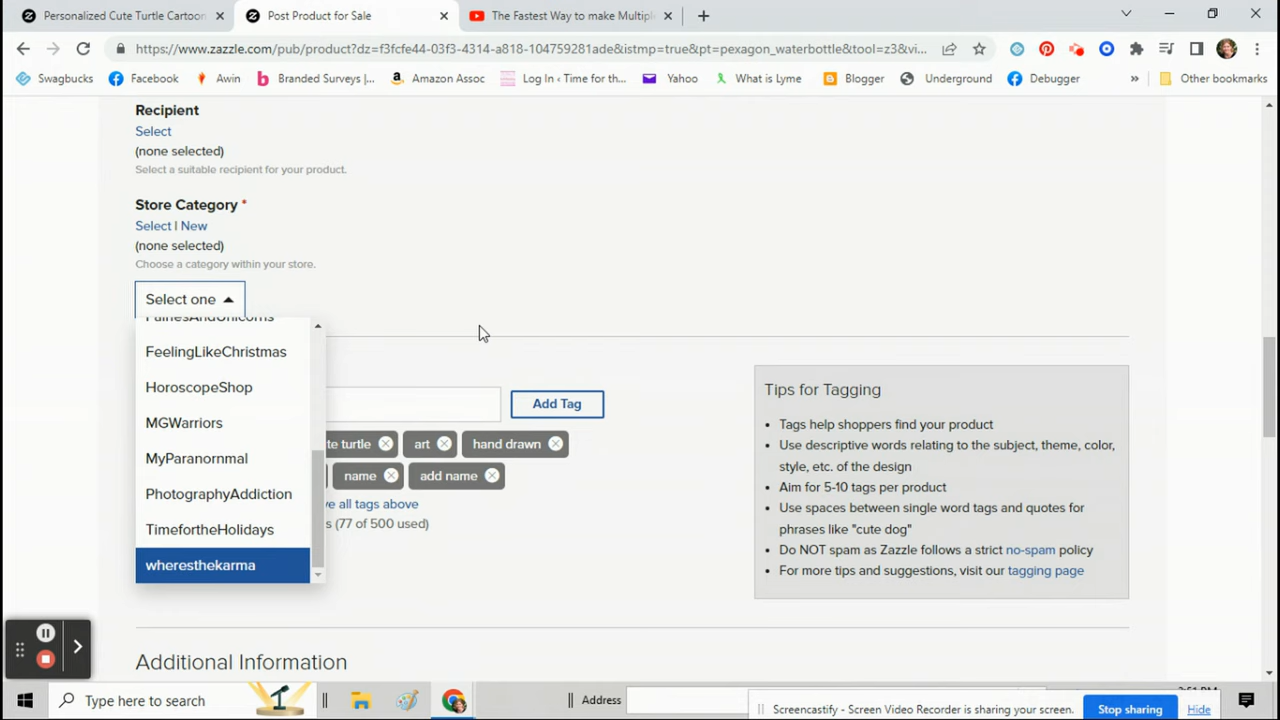 Personalized Cute Turtle Cartoon
Post Product for Sale
The Fastest Way to make Multiple
https://www.zazzle.com/pub/product?dz=f3fcfe44-03f3-4314-a818-104759281ade&istmp=true&pt=pexagon_waterbottle&tool=z3&vi...
Swagbucks
Facebook
Awin
Branded Surveys |...
Amazon Assoc
Log In ‹ Time for th...
Yahoo
What is Lyme
Blogger
Underground
Debugger
»
Other bookmarks
Recipient
Select
(none selected)
Select a suitable recipient for your product.
Store Category *
Select | New
(none selected)
Choose a category within your store.
Select one
FeelingLikeChristmas
HoroscopeShop
MGWarriors
MyParanornmal
PhotographyAddiction
TimefortheHolidays
wheresthekarma
Add Tag
te turtle
art
hand drawn
name
add name
ve all tags above
s (77 of 500 used)
Tips for Tagging
• Tags help shoppers find your product
• Use descriptive words relating to the subject, theme, color,
style, etc. of the design
• Aim for 5-10 tags per product
• Use spaces between single word tags and quotes for
phrases like "cute dog"
• Do NOT spam as Zazzle follows a strict no-spam policy
• For more tips and suggestions, visit our tagging page
Additional Information
Type here to search
Address
Screencastify - Screen Video Recorder is sharing your screen.
Stop sharing
Hide